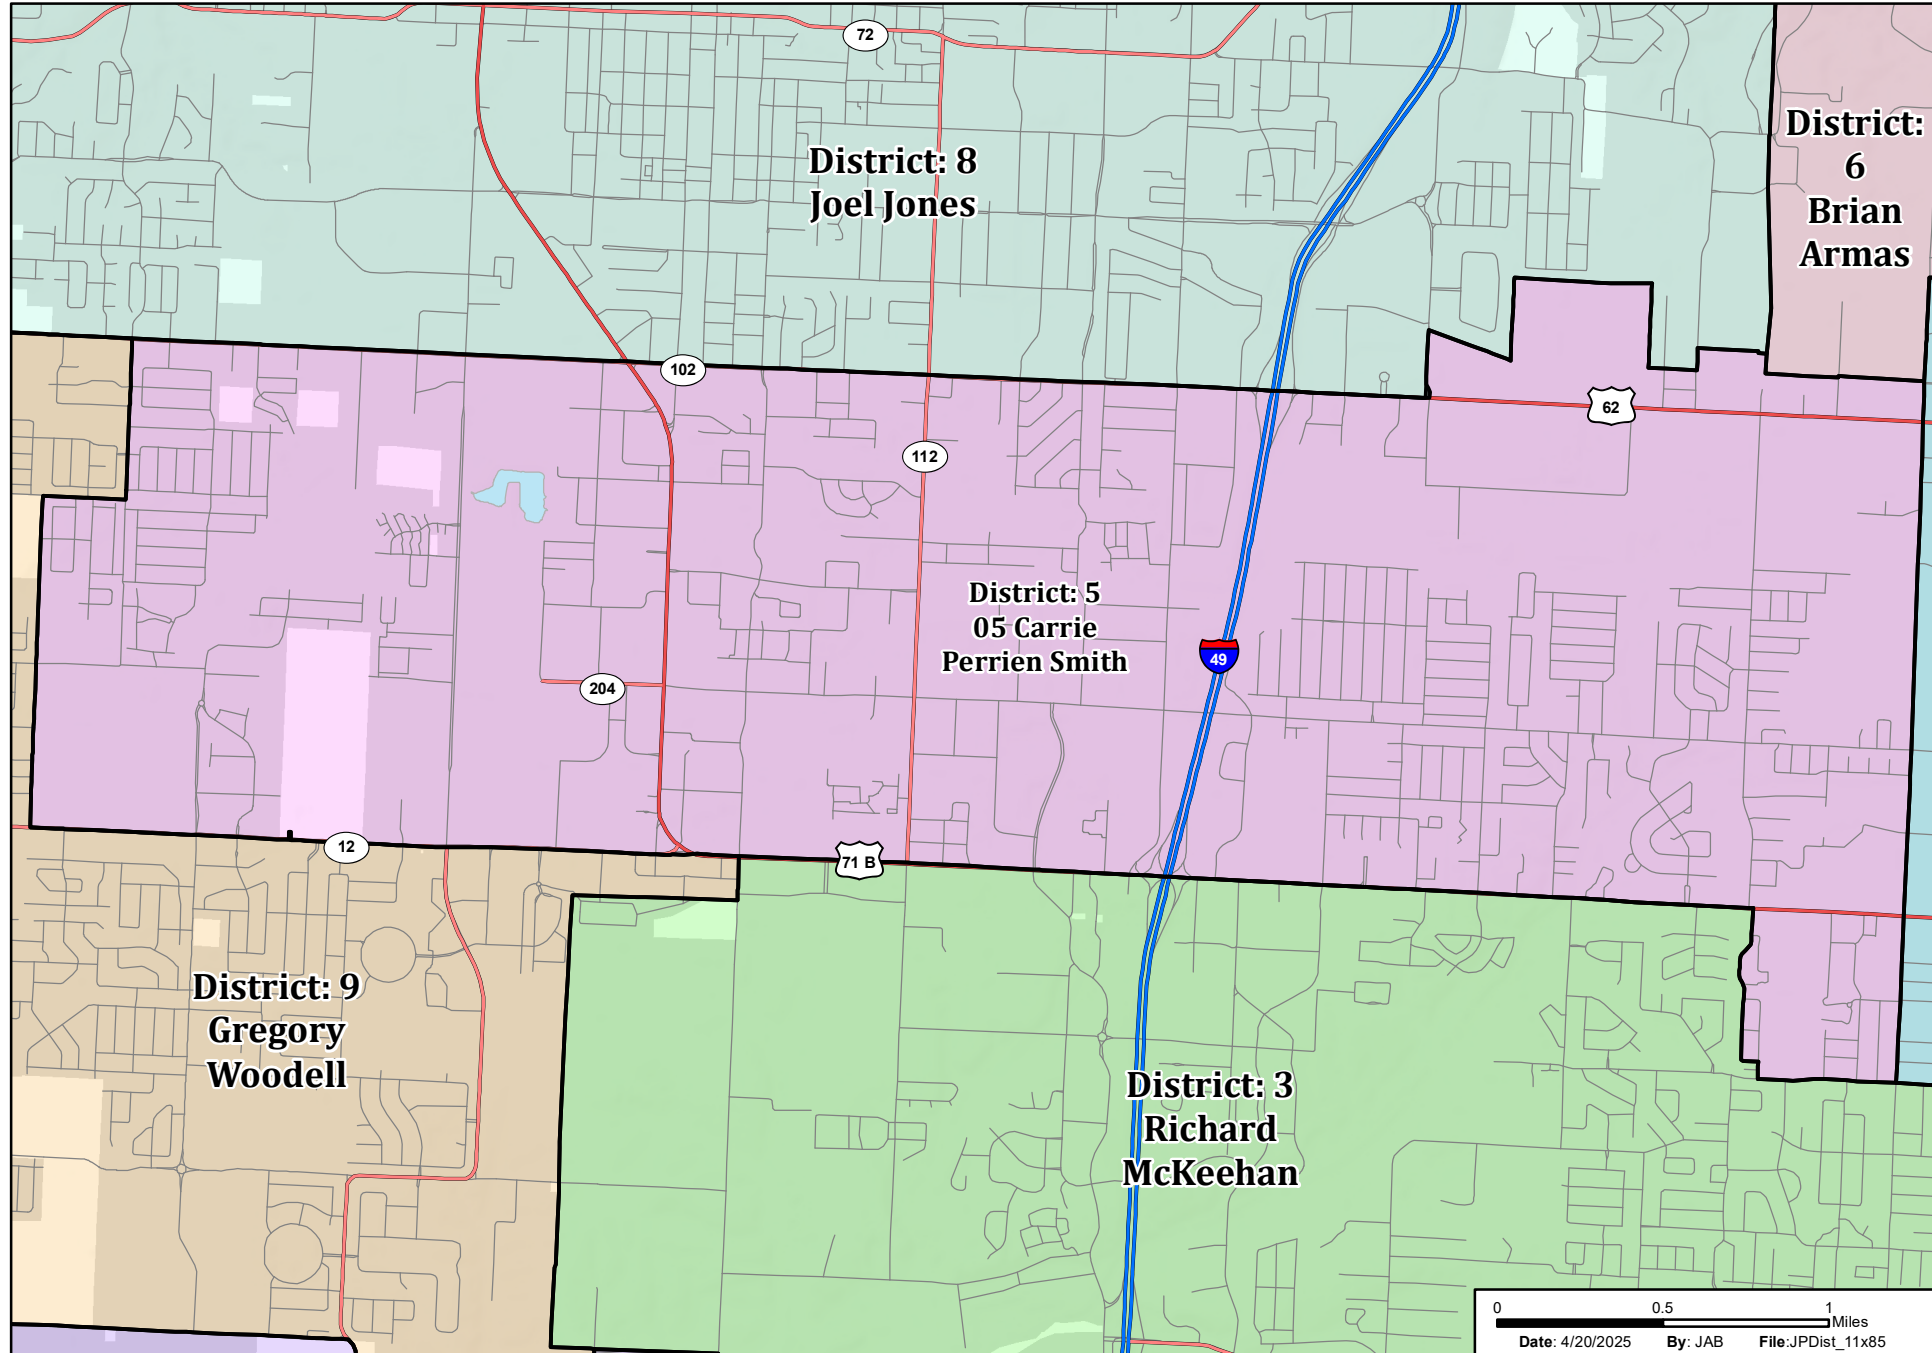 72
District: 8
Joel Jones
District:
6
Brian
Armas
102
62
112
District: 5
05 Carrie
Perrien Smith
49
204
12
71 B
District: 9
Gregory
Woodell
District: 3
Richard
McKeehan
0 0.5 1
Miles
Date: 4/20/2025 By: JAB File:JPDist_11x85